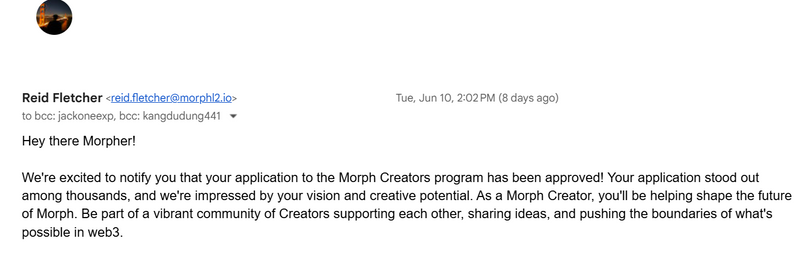 Reid Fletcher <reid.fletcher@morphl2.io> Tue, Jun 10, 2:02 PM (8 days ago)
to bcc: jackoneexp, bcc: kangdudung441
Hey there Morpher!
We're excited to notify you that your application to the Morph Creators program has been approved! Your application stood out
among thousands, and we're impressed by your vision and creative potential. As a Morph Creator, you'll be helping shape the future
of Morph. Be part of a vibrant community of Creators supporting each other, sharing ideas, and pushing the boundaries of what's
possible in web3.